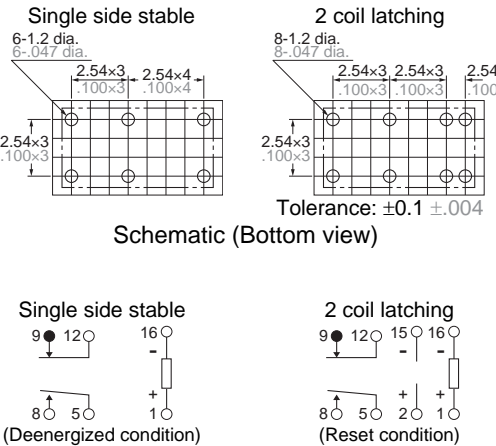 Single side stable
6-1.2 dia.
6-.047 dia.
2.54×3 2.54×4
.100×3 .100×4
2.54×3
.100×3
2 coil latching
8-1.2 dia.
8-.047 dia.
2.54×3 2.54×3 2.54
.100×3 .100×3 .100
2.54×3
.100×3
Tolerance: ±0.1 ±.004
Schematic (Bottom view)
Single side stable
9 12 16
-
+
8 5 1
(Deenergized condition)
2 coil latching
9 12 15 16
- -
+ +
8 5 2 1
(Reset condition)